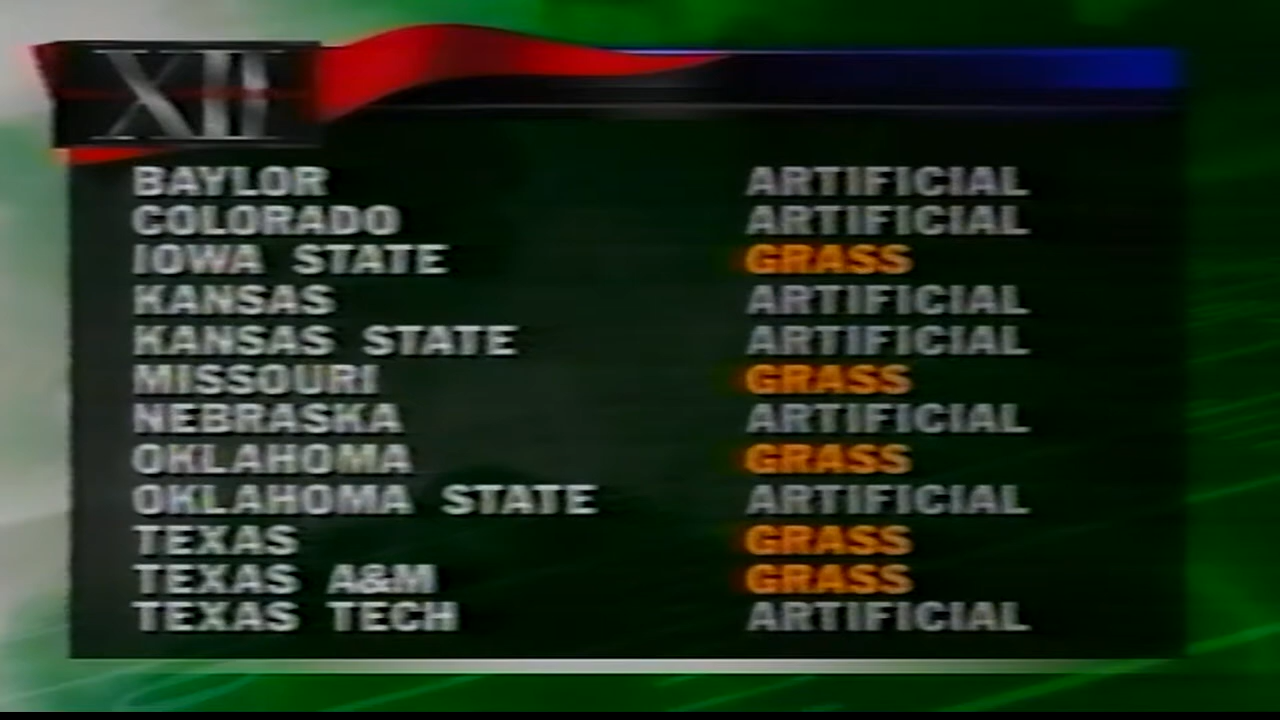 XII
BAYLOR ARTIFICIAL
COLORADO ARTIFICIAL
IOWA STATE GRASS
KANSAS ARTIFICIAL
KANSAS STATE ARTIFICIAL
MISSOURI GRASS
NEBRASKA ARTIFICIAL
OKLAHOMA GRASS
OKLAHOMA STATE ARTIFICIAL
TEXAS GRASS
TEXAS A&M GRASS
TEXAS TECH ARTIFICIAL